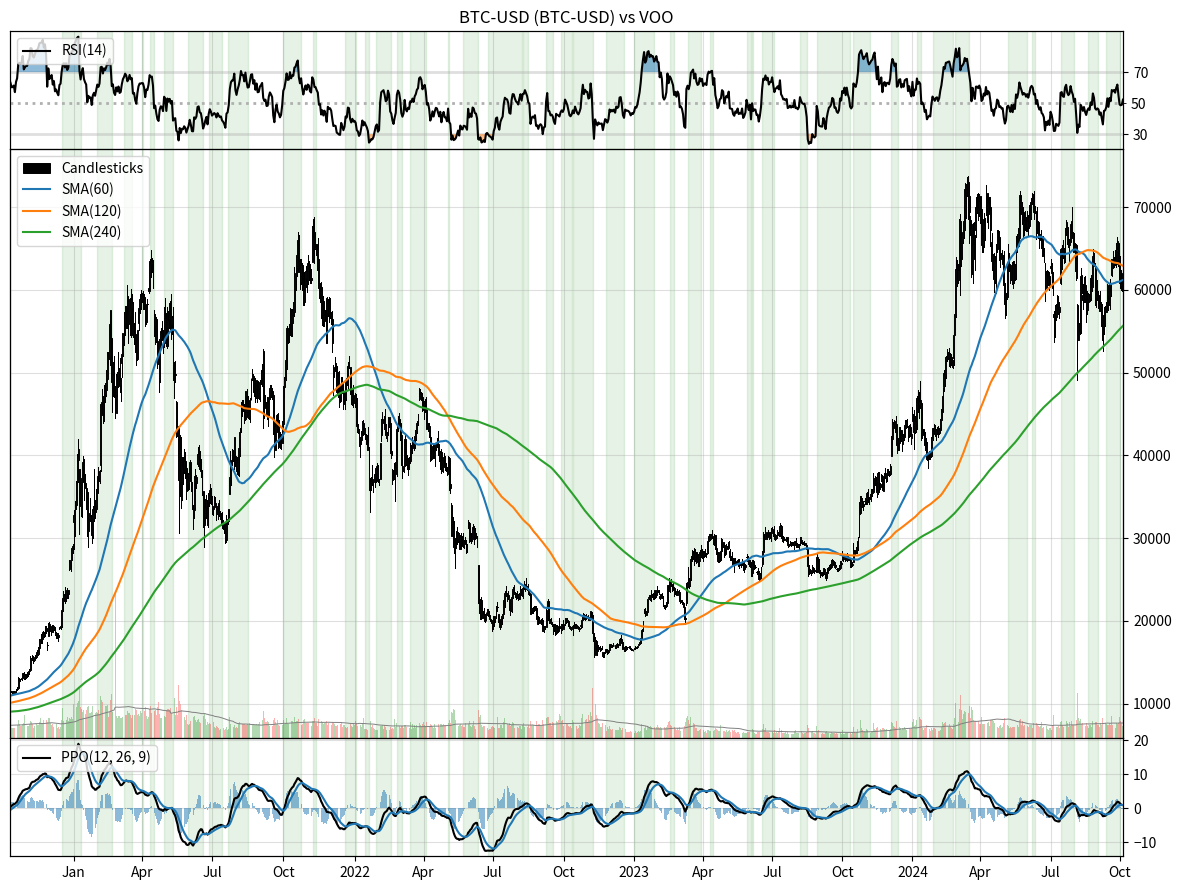 BTC-USD (BTC-USD) vs VOO
RSI(14)
70
50
30
Candlesticks
SMA(60)
SMA(120)
SMA(240)
70000
60000
50000
40000
30000
20000
10000
PPO(12, 26, 9)
20
10
0
−10
Jan Apr Jul Oct 2022 Apr Jul Oct 2023 Apr Jul Oct 2024 Apr Jul Oct